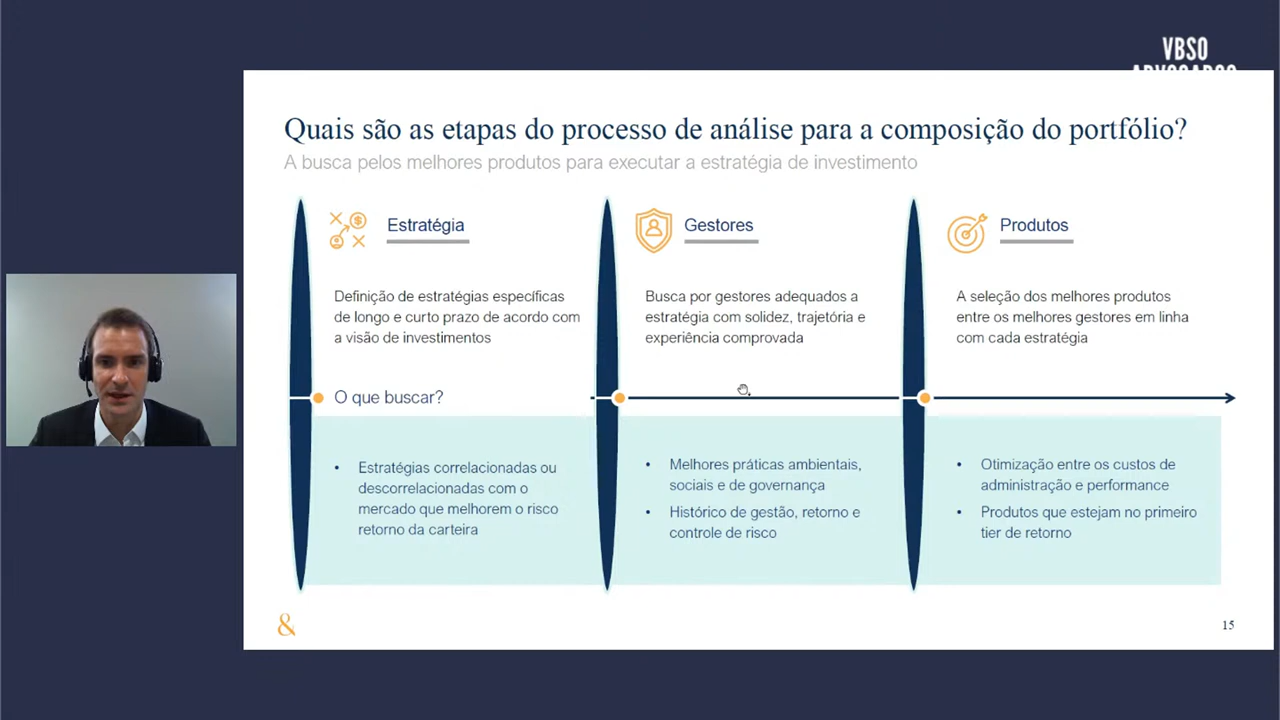 VBSO
ADVOGADOS
Quais são as etapas do processo de análise para a composição do portfólio?
A busca pelos melhores produtos para executar a estratégia de investimento
Estratégia
Definição de estratégias específicas
de longo e curto prazo de acordo com
a visão de investimentos
Gestores
Busca por gestores adequados a
estratégia com solidez, trajetória e
experiência comprovada
Produtos
A seleção dos melhores produtos
entre os melhores gestores em linha
com cada estratégia
O que buscar?
• Estratégias correlacionadas ou
descorrelacionadas com o
mercado que melhorem o risco
retorno da carteira
• Melhores práticas ambientais,
sociais e de governança
• Histórico de gestão, retorno e
controle de risco
• Otimização entre os custos de
administração e performance
• Produtos que estejam no primeiro
tier de retorno
&
15